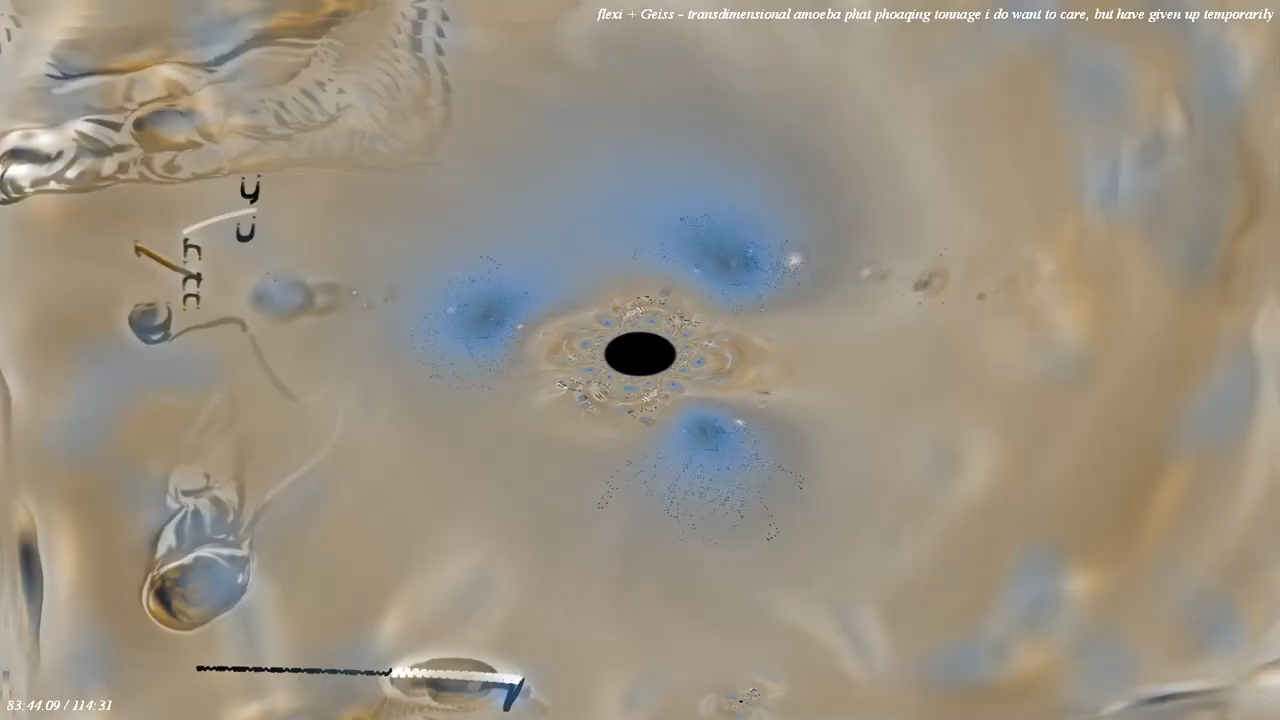 flexi + Geiss – transdimensional amoeba phat phoaqing tonnage i do want to care, but have given up temporarily
83:44.09 / 114:31